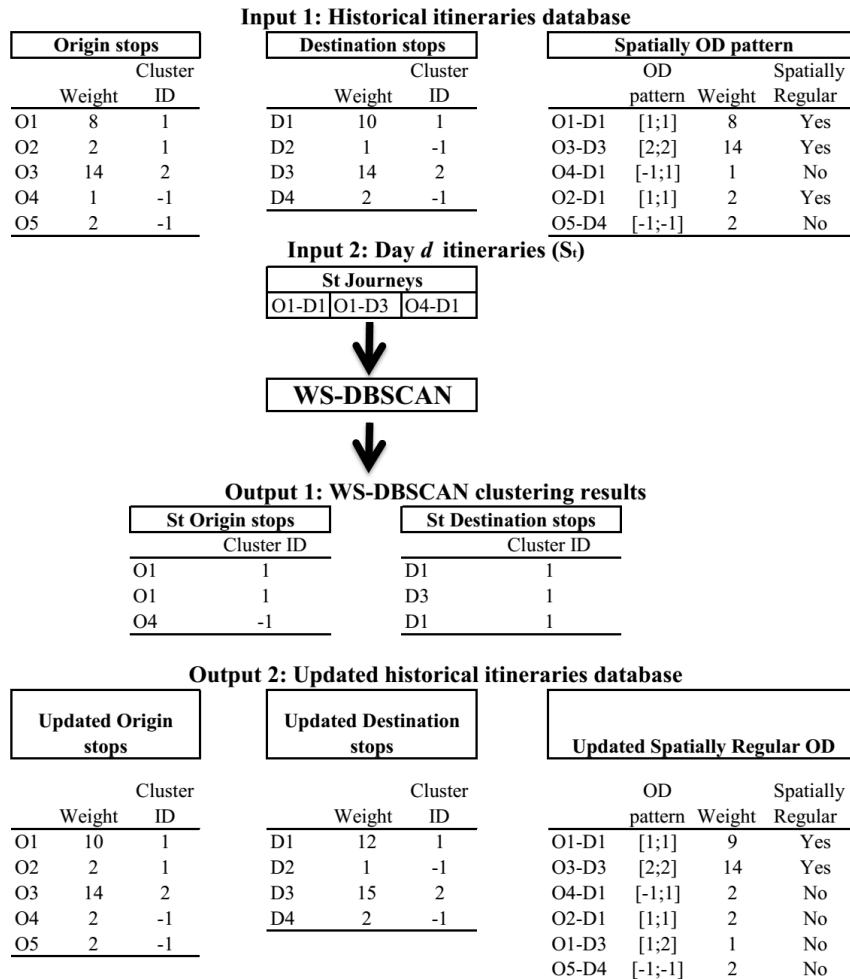 Input 1: Historical itineraries database
Origin stops
Weight Cluster ID
O1 8 1
O2 2 1
O3 14 2
O4 1 -1
O5 2 -1
Destination stops
Weight Cluster ID
D1 10 1
D2 1 -1
D3 14 2
D4 2 -1
Spatially OD pattern
OD pattern Weight Spatially Regular
O1-D1 [1;1] 8 Yes
O3-D3 [2;2] 14 Yes
O4-D1 [-1;1] 1 No
O2-D1 [1;1] 2 Yes
O5-D4 [-1;-1] 2 No
Input 2: Day d itineraries (St)
St Journeys
O1-D1 O1-D3 O4-D1
WS-DBSCAN
Output 1: WS-DBSCAN clustering results
St Origin stops
Cluster ID
O1 1
O1 1
O4 -1
St Destination stops
Cluster ID
D1 1
D3 1
D1 1
Output 2: Updated historical itineraries database
Updated Origin
stops
Weight Cluster ID
O1 10 1
O2 2 1
O3 14 2
O4 2 -1
O5 2 -1
Updated Destination
stops
Weight Cluster ID
D1 12 1
D2 1 -1
D3 15 2
D4 2 -1
Updated Spatially Regular OD
OD pattern Weight Spatially Regular
O1-D1 [1;1] 9 Yes
O3-D3 [2;2] 14 Yes
O4-D1 [-1;1] 2 No
O2-D1 [1;1] 2 No
O1-D3 [1;2] 1 No
O5-D4 [-1;-1] 2 No